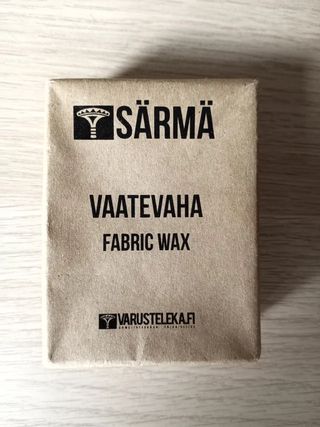 SÄRMÄ
VAATEVAHA
FABRIC WAX
VARUSTELEKA.FI